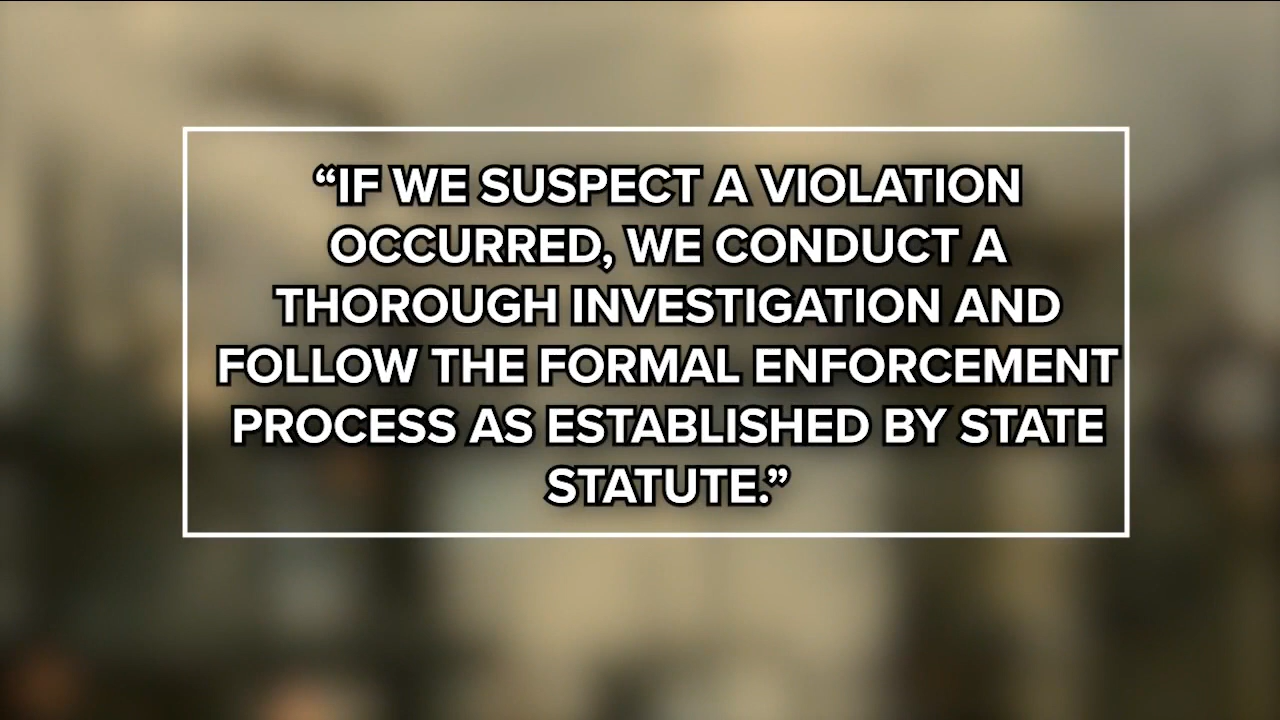 “IF WE SUSPECT A VIOLATION
OCCURRED, WE CONDUCT A
THOROUGH INVESTIGATION AND
FOLLOW THE FORMAL ENFORCEMENT
PROCESS AS ESTABLISHED BY STATE
STATUTE.”